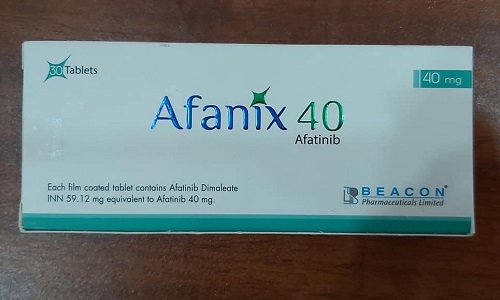 30 Tablets
40 mg
Afanix 40
Afatinib
Each film coated tablet contains Afatinib Dimaleate
INN 59.12 mg equivalent to Afatinib 40 mg.
BEACON®
Pharmaceuticals Limited